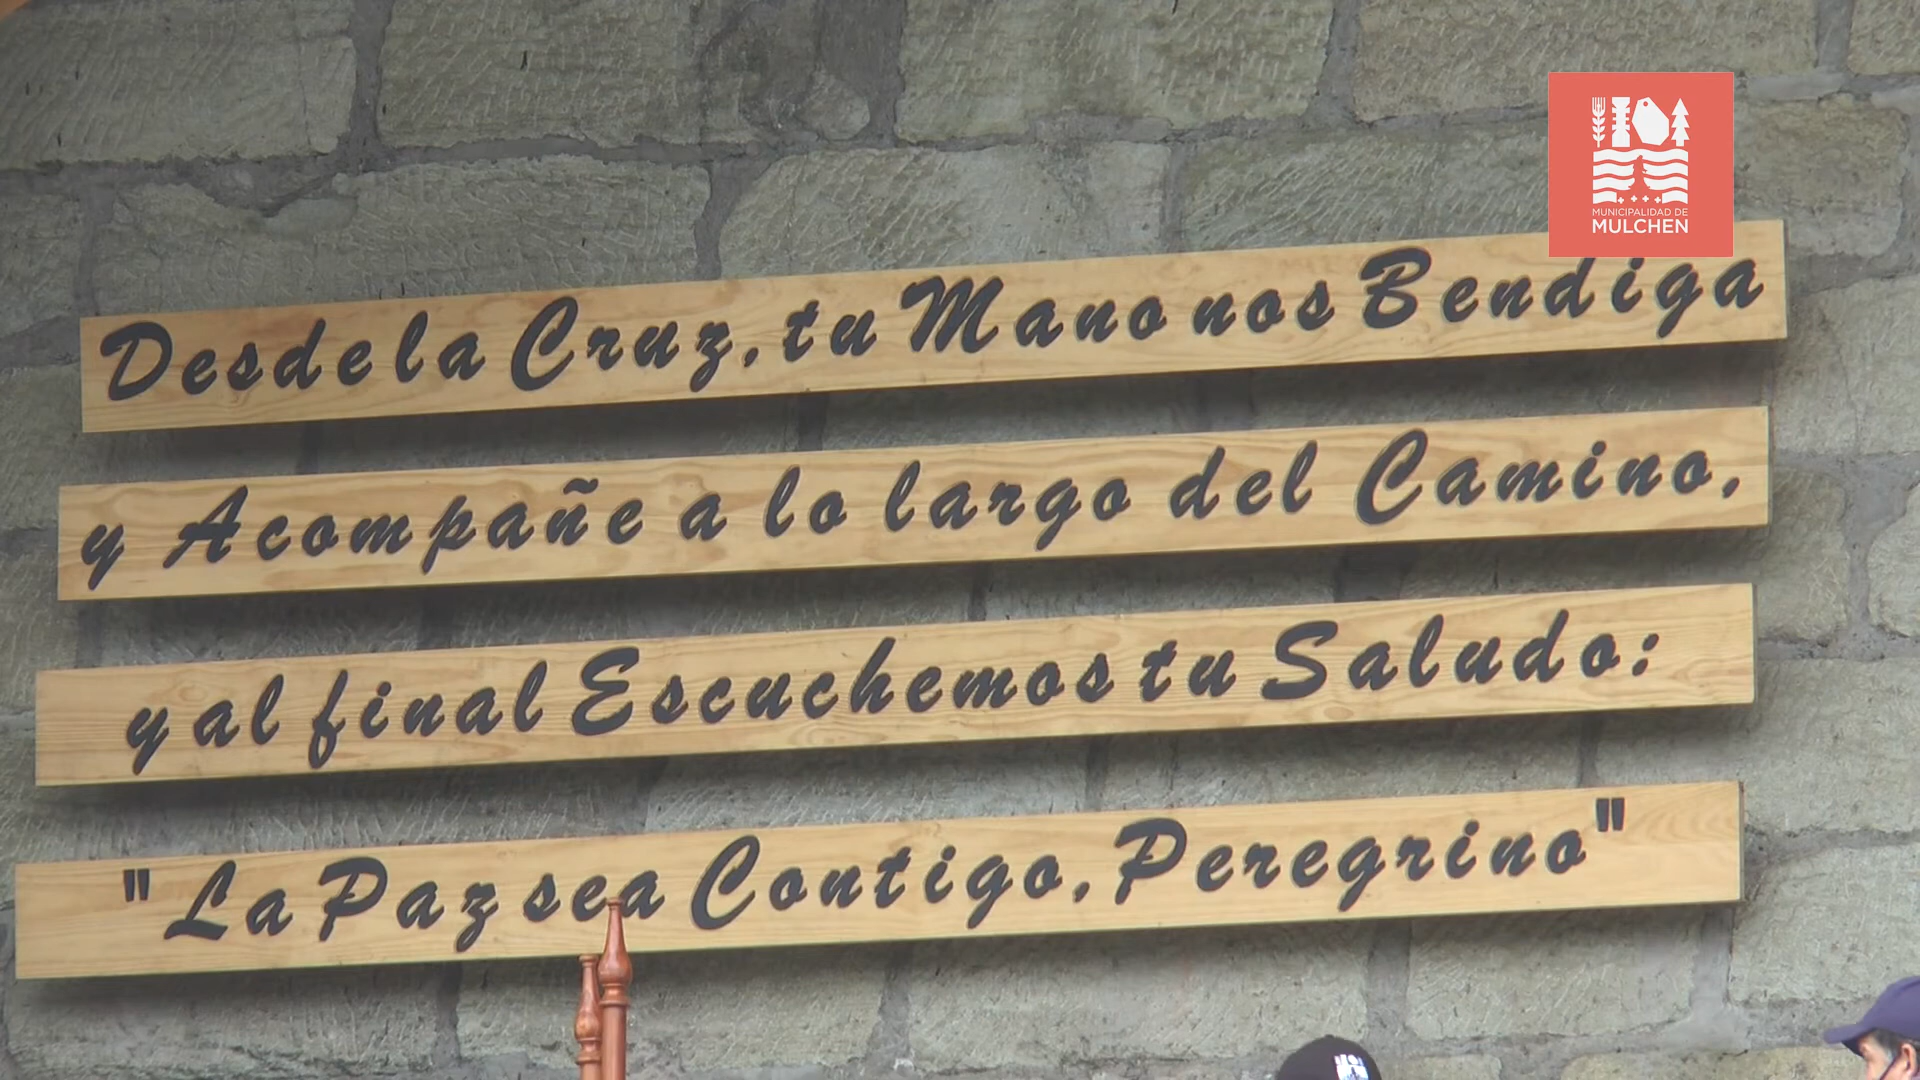 MUNICIPALIDAD DE
MULCHEN
Desde la Cruz, tu Mano nos Bendiga
y Acompañe a lo largo del Camino,
y al final Escuchemos tu Saludo:
"La Paz sea Contigo, Peregrino"